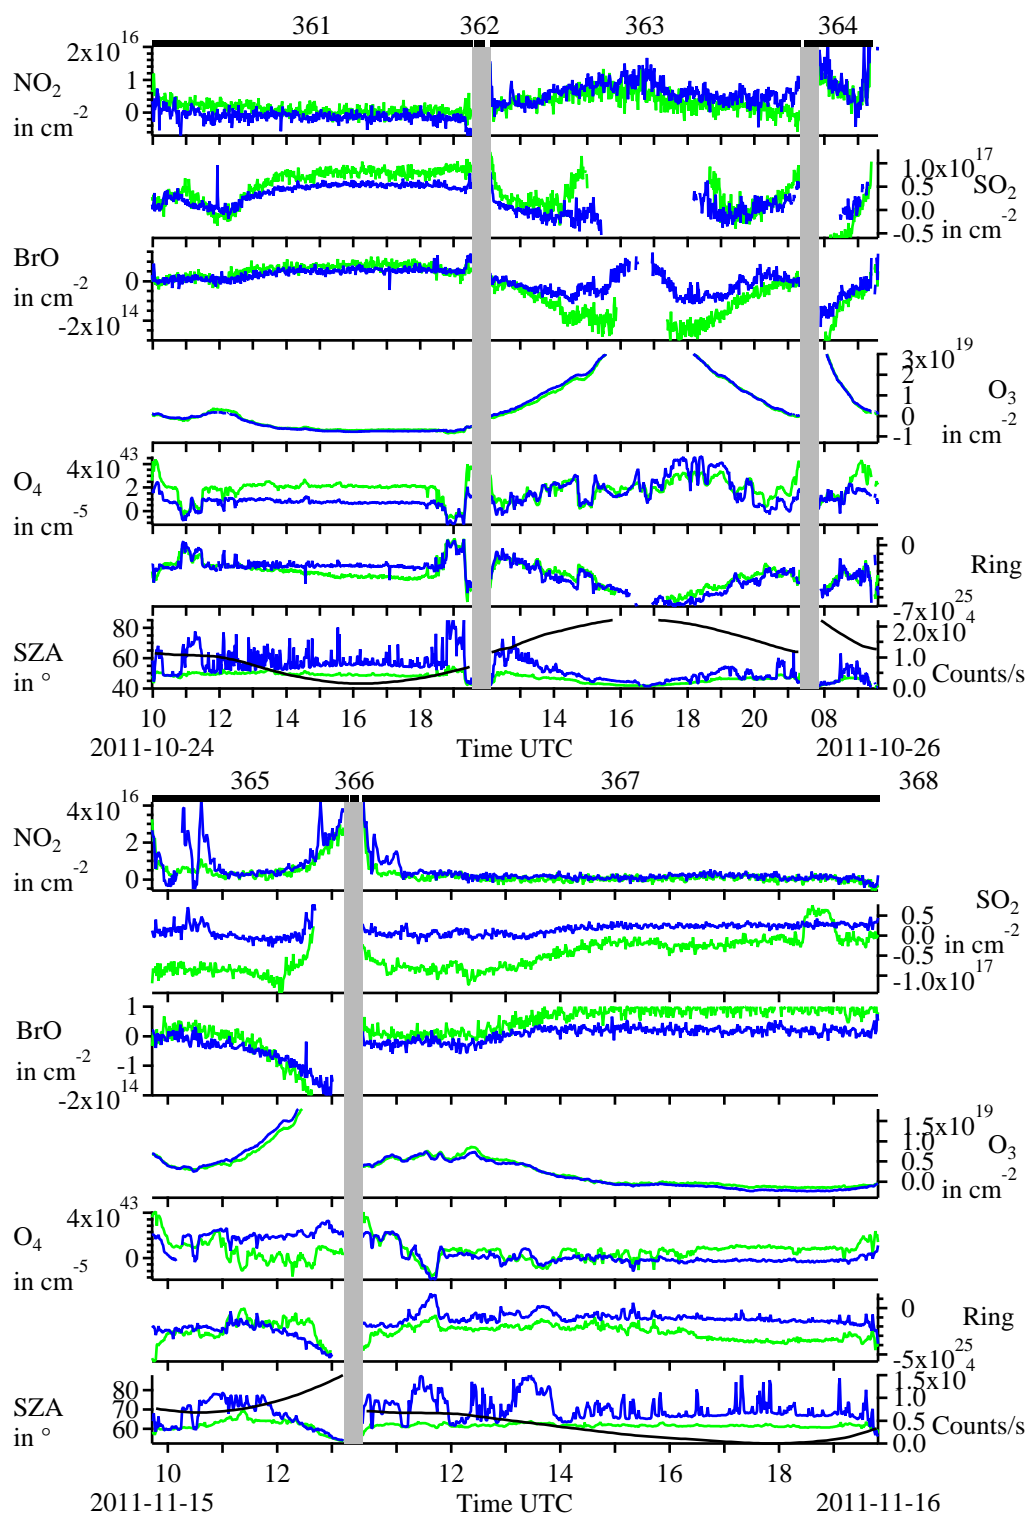 361 362 363 364
NO2 in cm-2 2x10^16 1 0
1.0x10^17 0.5 0.0 -0.5 SO2 in cm-2
BrO in cm-2 0 -2x10^14
3x10^19 2 1 0 -1 O3 in cm-2
O4 in cm-5 4x10^43 2 0
0 -7x10^25 Ring
SZA in ° 80 60 40
4 2.0x10 1.0 0.0 Counts/s
10 12 14 16 18 14 16 18 20 08
2011-10-24 Time UTC 2011-10-26
365 366 367 368
NO2 in cm-2 4x10^16 2 0
0.5 0.0 -0.5 -1.0x10^17 SO2 in cm-2
BrO in cm-2 1 0 -1 -2x10^14
1.5x10^19 1.0 0.5 0.0 O3 in cm-2
O4 in cm-5 4x10^43 0
0 -5x10^25 Ring
SZA in ° 80 70 60
4 1.5x10 1.0 0.5 0.0 Counts/s
10 12 12 14 16 18
2011-11-15 Time UTC 2011-11-16